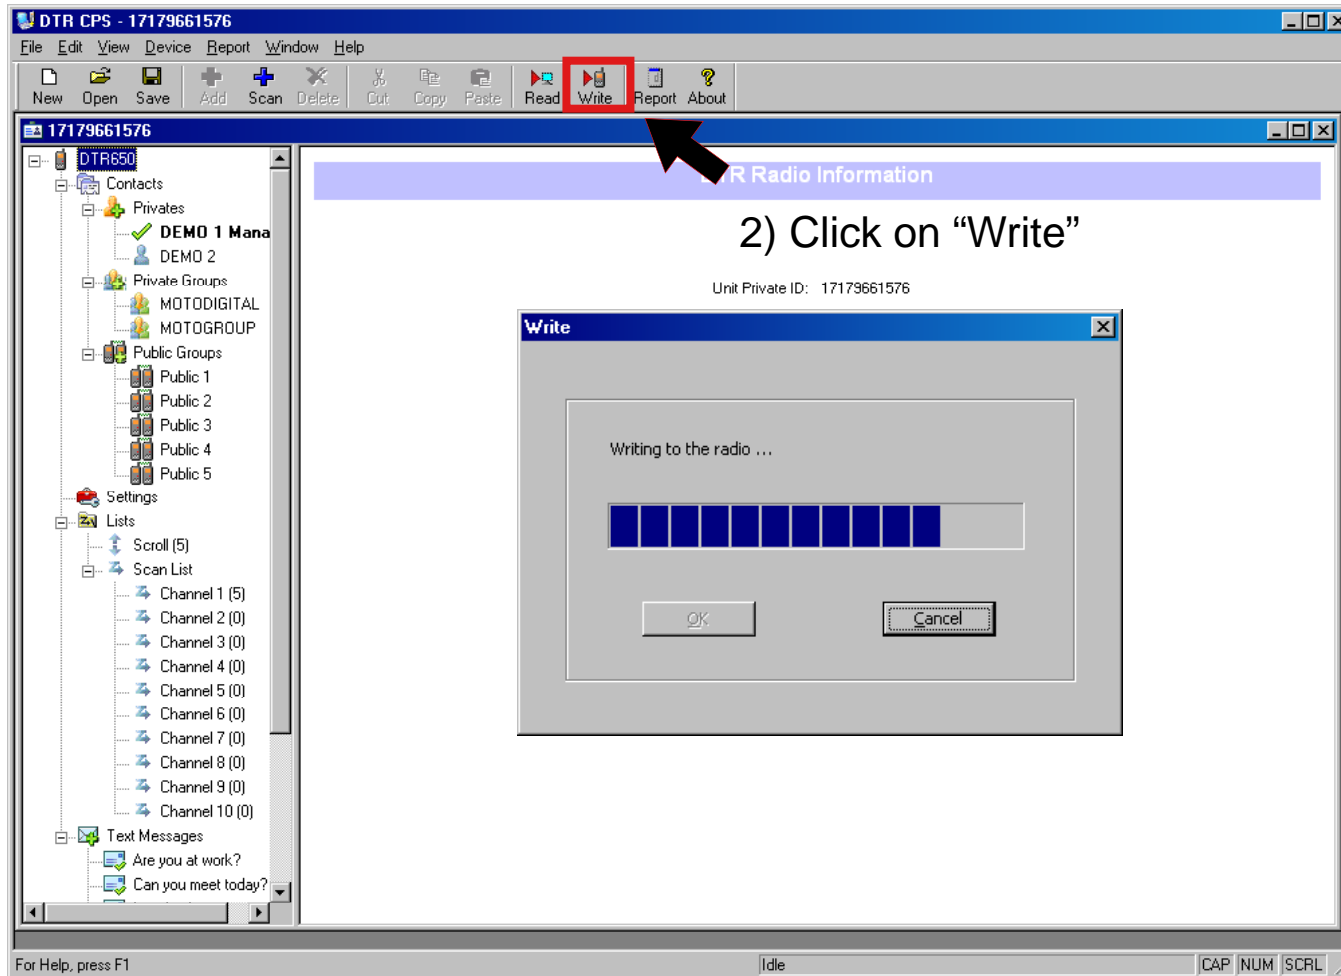 DTR CPS - 17179661576
File Edit View Device Report Window Help
New Open Save Add Scan Delete Cut Copy Paste Read Write Report About
17179661576
DTR650
Contacts
Privates
DEMO 1 Mana
DEMO 2
Private Groups
MOTODIGITAL
MOTOGROUP
Public Groups
Public 1
Public 2
Public 3
Public 4
Public 5
Settings
Lists
Scroll (5)
Scan List
Channel 1 (5)
Channel 2 (0)
Channel 3 (0)
Channel 4 (0)
Channel 5 (0)
Channel 6 (0)
Channel 7 (0)
Channel 8 (0)
Channel 9 (0)
Channel 10 (0)
Text Messages
Are you at work?
Can you meet today?
DTR Radio Information
2) Click on “Write”
Unit Private ID: 17179661576
Write
Writing to the radio ...
OK Cancel
For Help, press F1 Idle CAP NUM SCRL